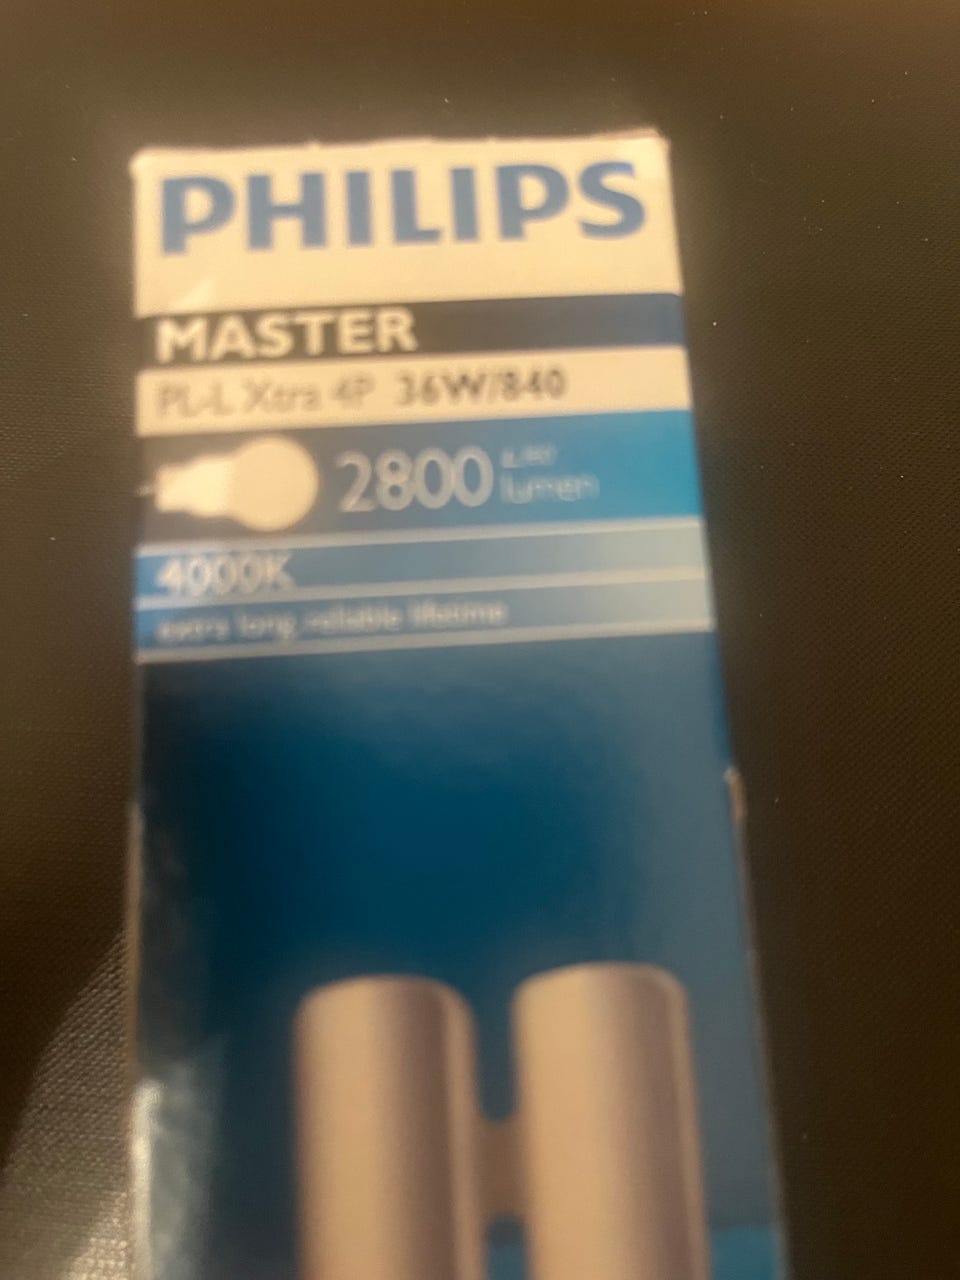 PHILIPS
MASTER
PL-L Xtra 4P 36W/840
2800 lumen
4000K
extra long reliable lifetime